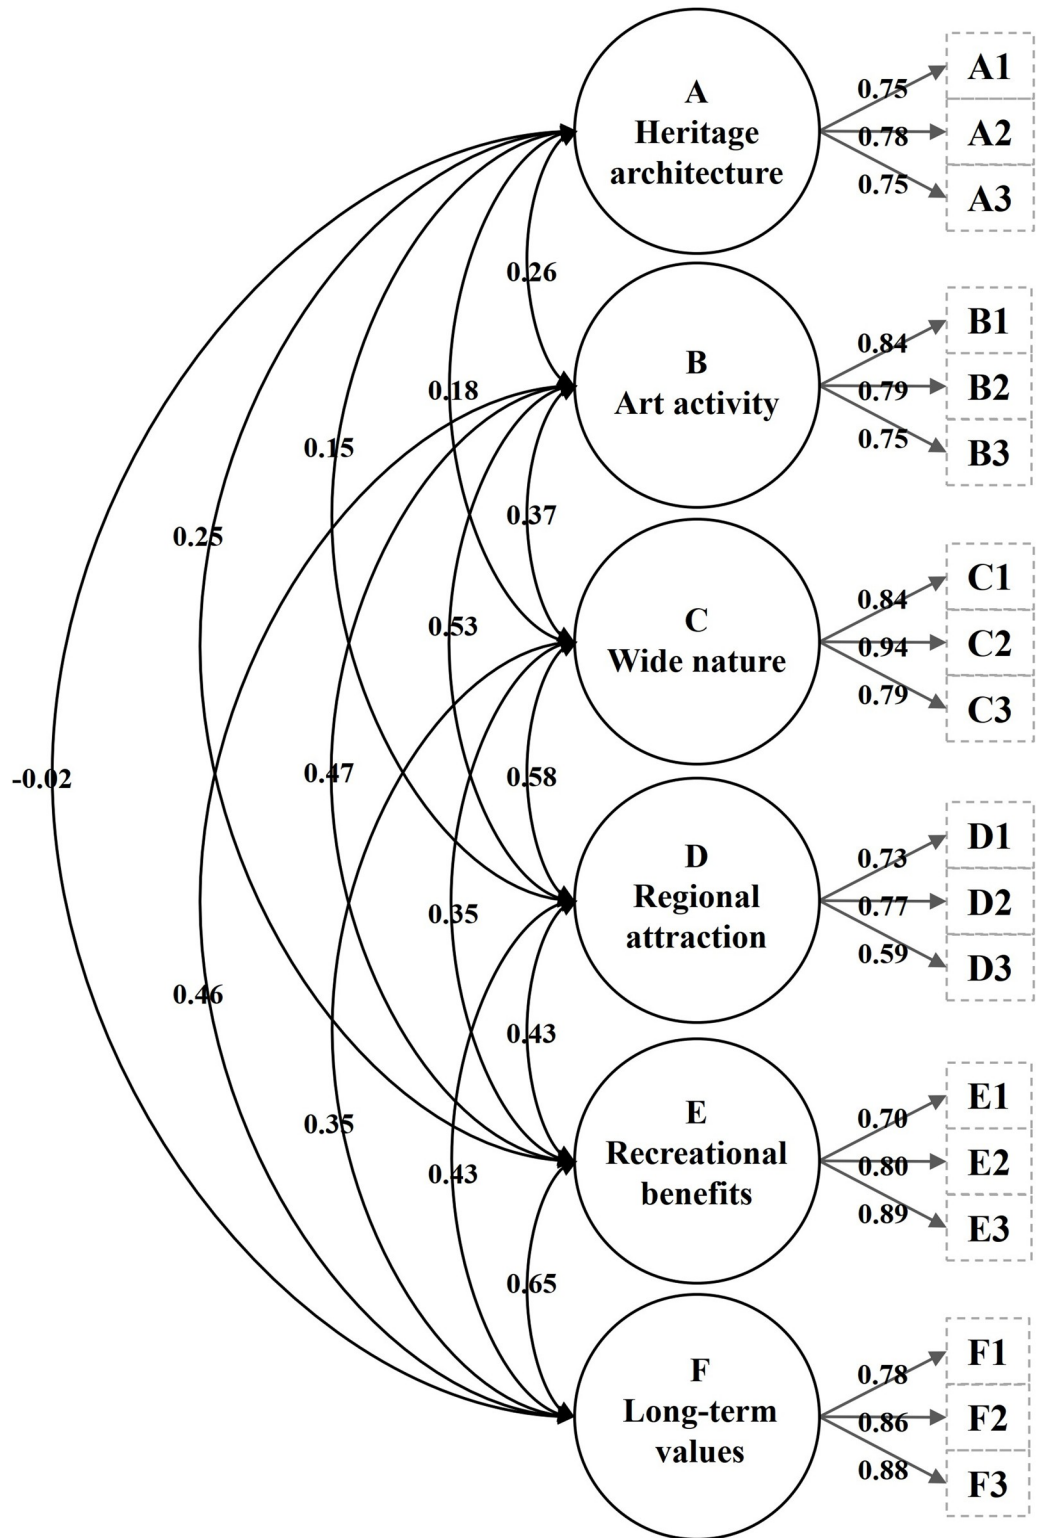 A
Heritage
architecture
0.75
0.78
0.75
A1
A2
A3
0.26
B
Art activity
0.84
0.79
0.75
B1
B2
B3
0.18
0.15
0.37
0.25
C
Wide nature
0.84
0.94
0.79
C1
C2
C3
0.53
0.47
0.58
-0.02
D
Regional
attraction
0.73
0.77
0.59
D1
D2
D3
0.35
0.46
0.43
E
Recreational
benefits
0.70
0.80
0.89
E1
E2
E3
0.35
0.43
0.65
F
Long-term
values
0.78
0.86
0.88
F1
F2
F3